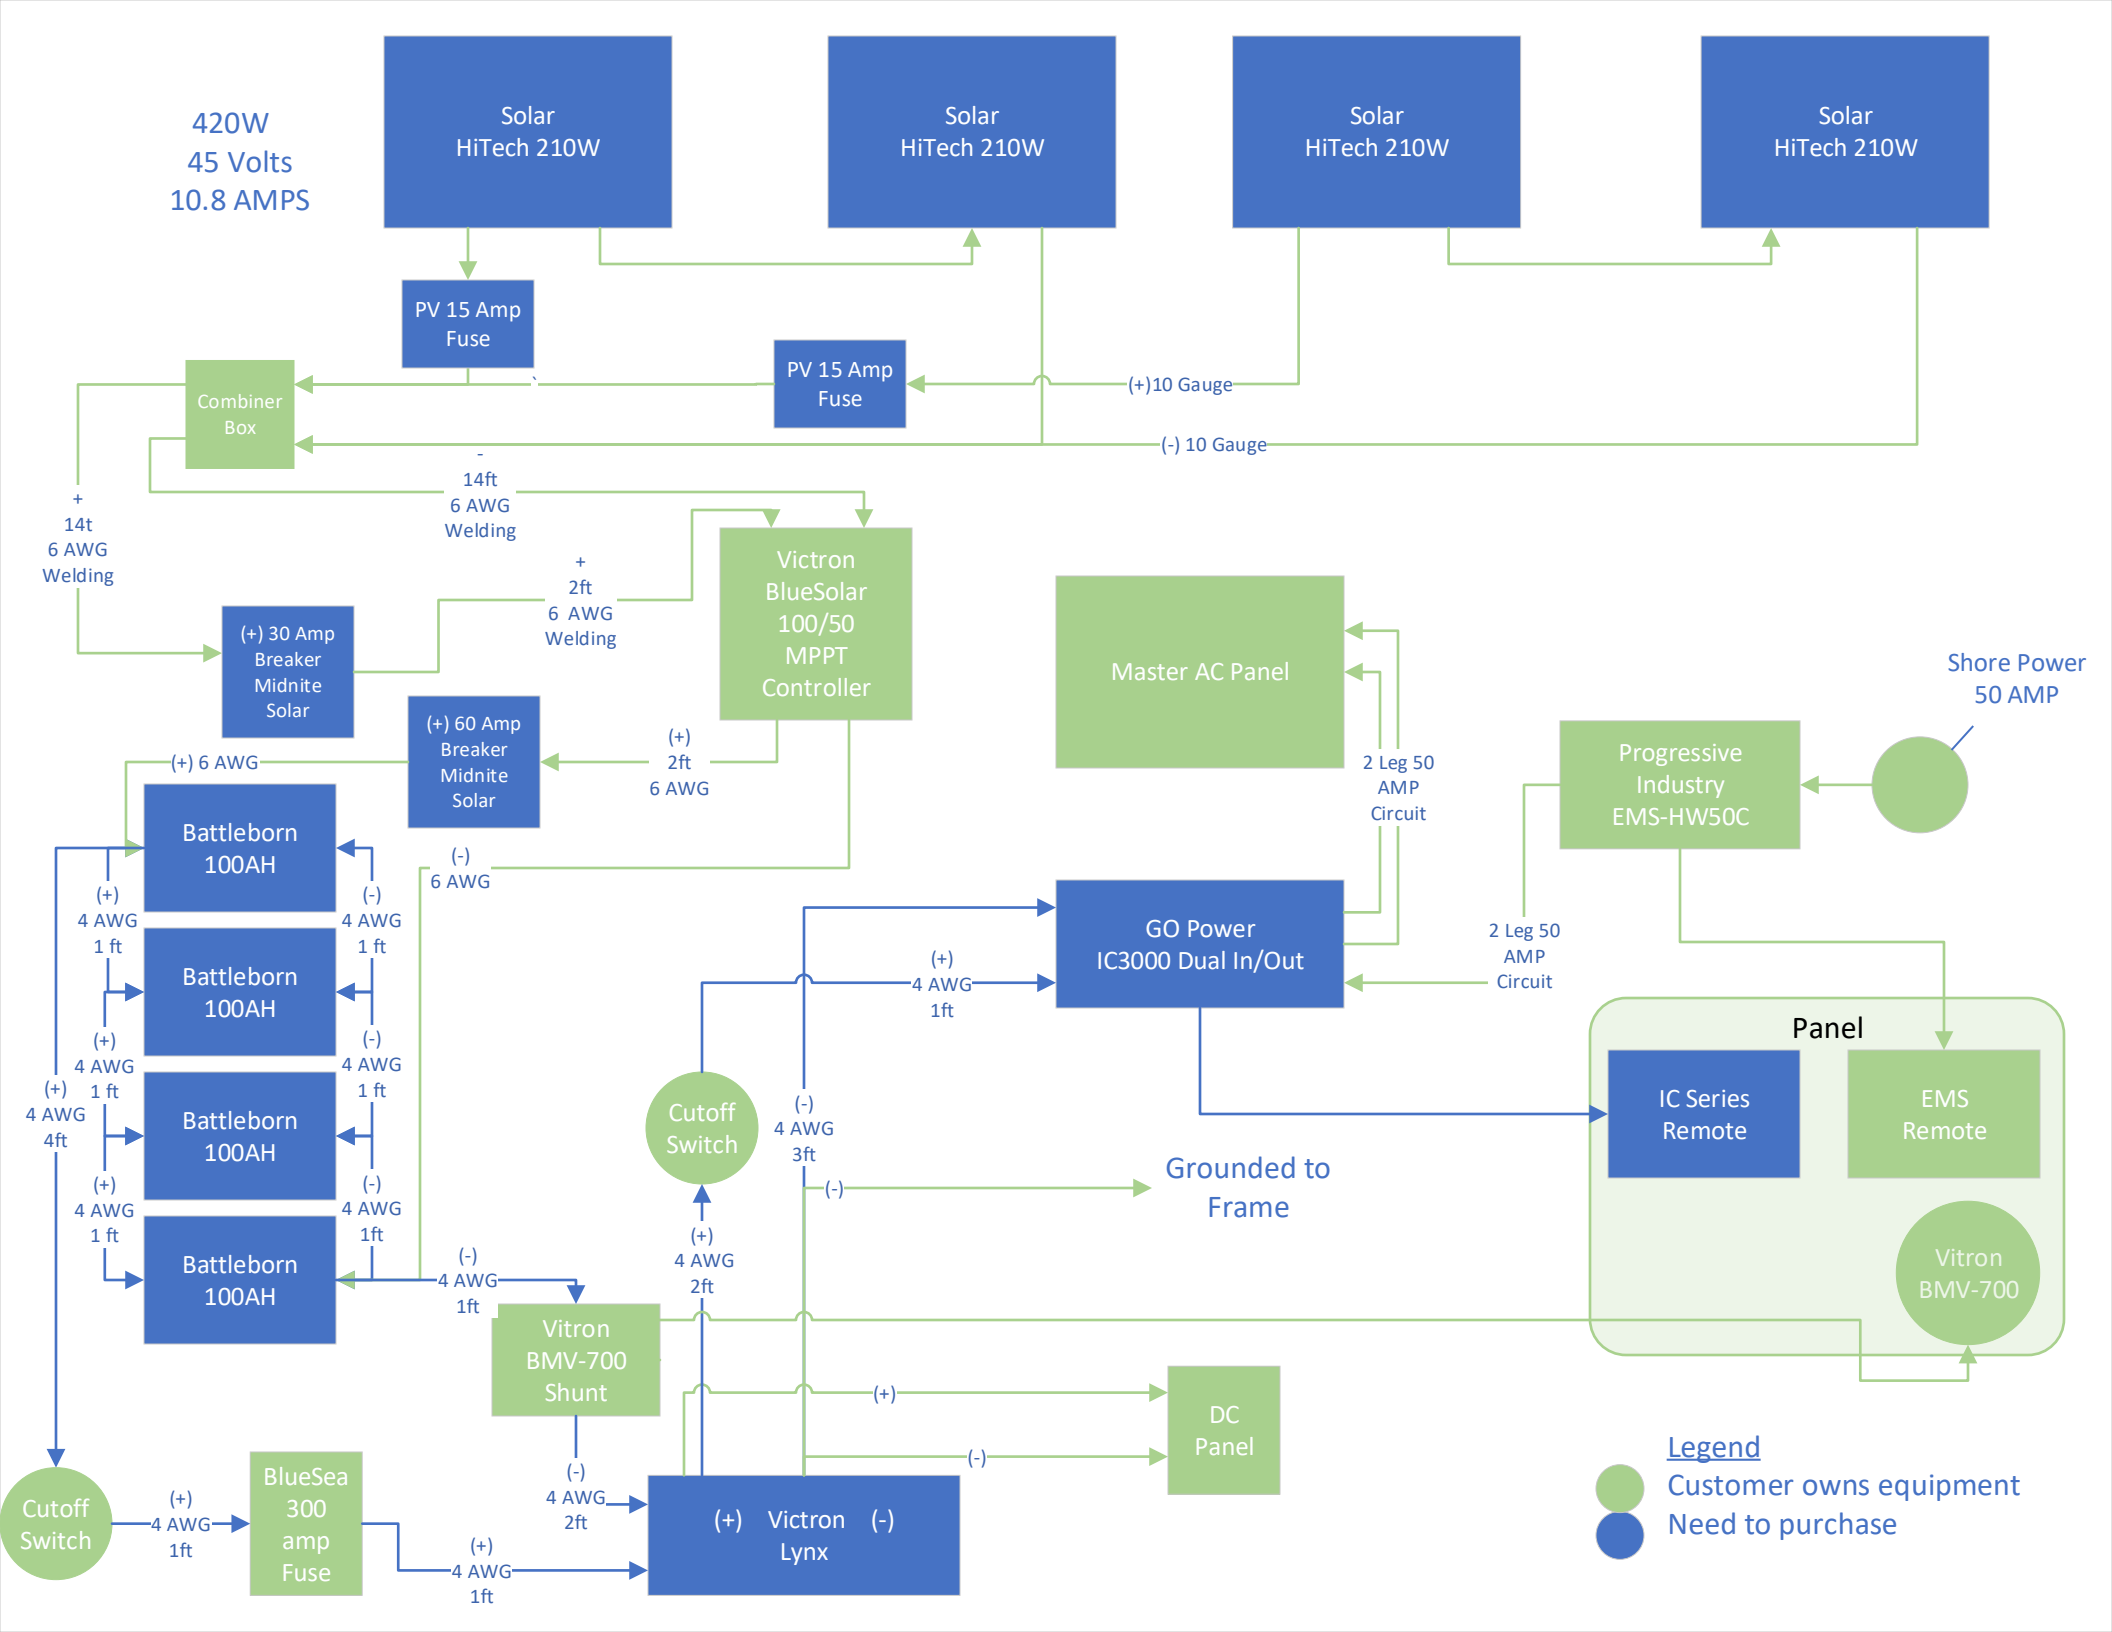 420W
45 Volts
10.8 AMPS
Solar
HiTech 210W
Solar
HiTech 210W
Solar
HiTech 210W
Solar
HiTech 210W
PV 15 Amp
Fuse
PV 15 Amp
Fuse
`
(+)10 Gauge
(-) 10 Gauge
Combiner
Box
-
14ft
6 AWG
Welding
+
14t
6 AWG
Welding
+
2ft
6 AWG
Welding
Victron
BlueSolar
100/50
MPPT
Controller
(+) 30 Amp
Breaker
Midnite
Solar
(+) 60 Amp
Breaker
Midnite
Solar
(+)
2ft
6 AWG
(+) 6 AWG
(-)
6 AWG
Master AC Panel
2 Leg 50
AMP
Circuit
Shore Power
50 AMP
Progressive
Industry
EMS-HW50C
2 Leg 50
AMP
Circuit
Battleborn
100AH
Battleborn
100AH
Battleborn
100AH
Battleborn
100AH
(+)
4 AWG
1 ft
(+)
4 AWG
1 ft
(+)
4 AWG
1 ft
(-)
4 AWG
1 ft
(-)
4 AWG
1 ft
(-)
4 AWG
1ft
(+)
4 AWG
4ft
GO Power
IC3000 Dual In/Out
(+)
4 AWG
1ft
Cutoff
Switch
(-)
4 AWG
3ft
(-)
Grounded to
Frame
(+)
4 AWG
2ft
Panel
IC Series
Remote
EMS
Remote
Vitron
BMV-700
(-)
4 AWG
1ft
Vitron
BMV-700
Shunt
(+)
(-)
DC
Panel
(-)
4 AWG
2ft
Cutoff
Switch
(+)
4 AWG
1ft
BlueSea
300
amp
Fuse
(+)
4 AWG
1ft
(+) Victron (-)
Lynx
Legend
Customer owns equipment
Need to purchase